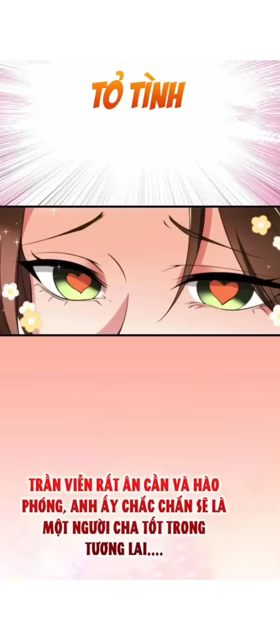 TỎ TÌNH
TRẦN VIỄN RẤT ÂN CẦN VÀ HÀO
PHÓNG, ANH ẤY CHẮC CHẮN SẼ LÀ
MỘT NGƯỜI CHA TỐT TRONG
TƯƠNG LAI....